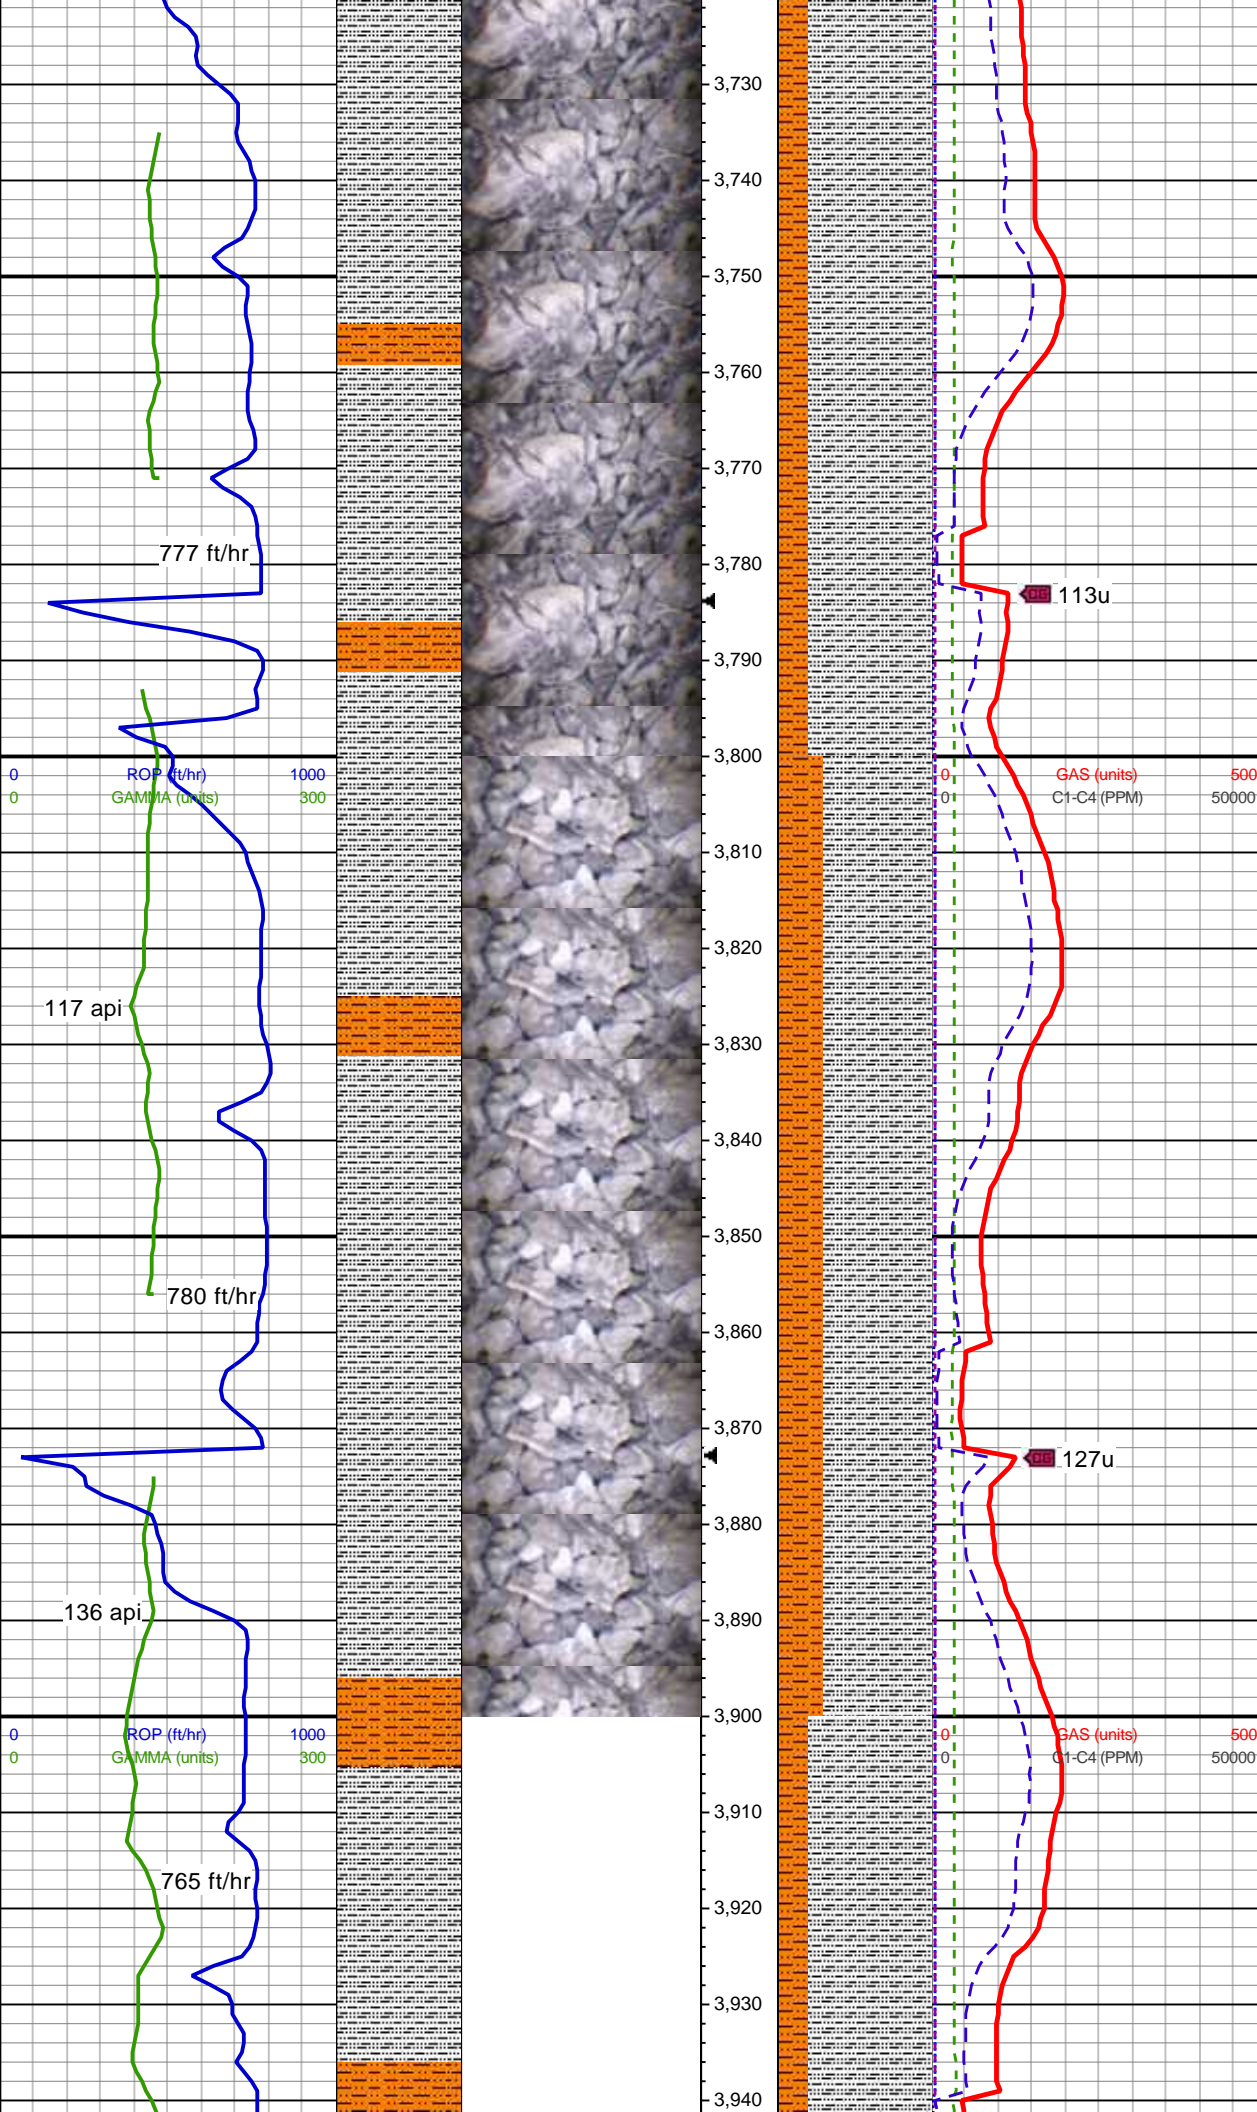 3,730
3,740
3,750
3,760
3,770
777 ft/hr
3,780
CG 113u
3,790
3,800
0 ROP (ft/hr) 1000
0 GAMMA (units) 300
0 GAS (units) 500
0 C1-C4 (PPM) 50000
3,810
3,820
117 api
3,830
3,840
3,850
780 ft/hr
3,860
3,870
CG 127u
3,880
136 api
3,890
3,900
0 ROP (ft/hr) 1000
0 GAMMA (units) 300
0 GAS (units) 500
0 C1-C4 (PPM) 50000
3,910
765 ft/hr
3,920
3,930
3,940